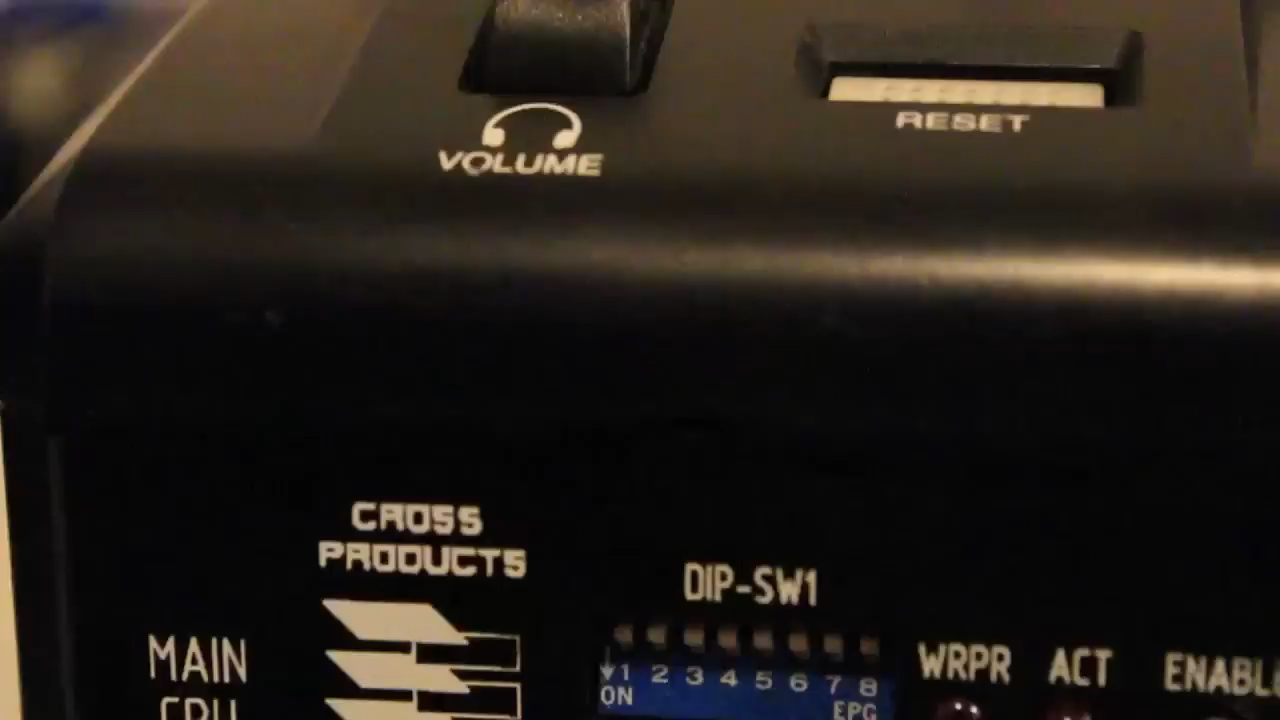 VOLUME
RESET
CROSS
PRODUCTS
DIP-SW1
MAIN
CPU
1 2 3 4 5 6 7 8
ON
EPG
WRPR
ACT